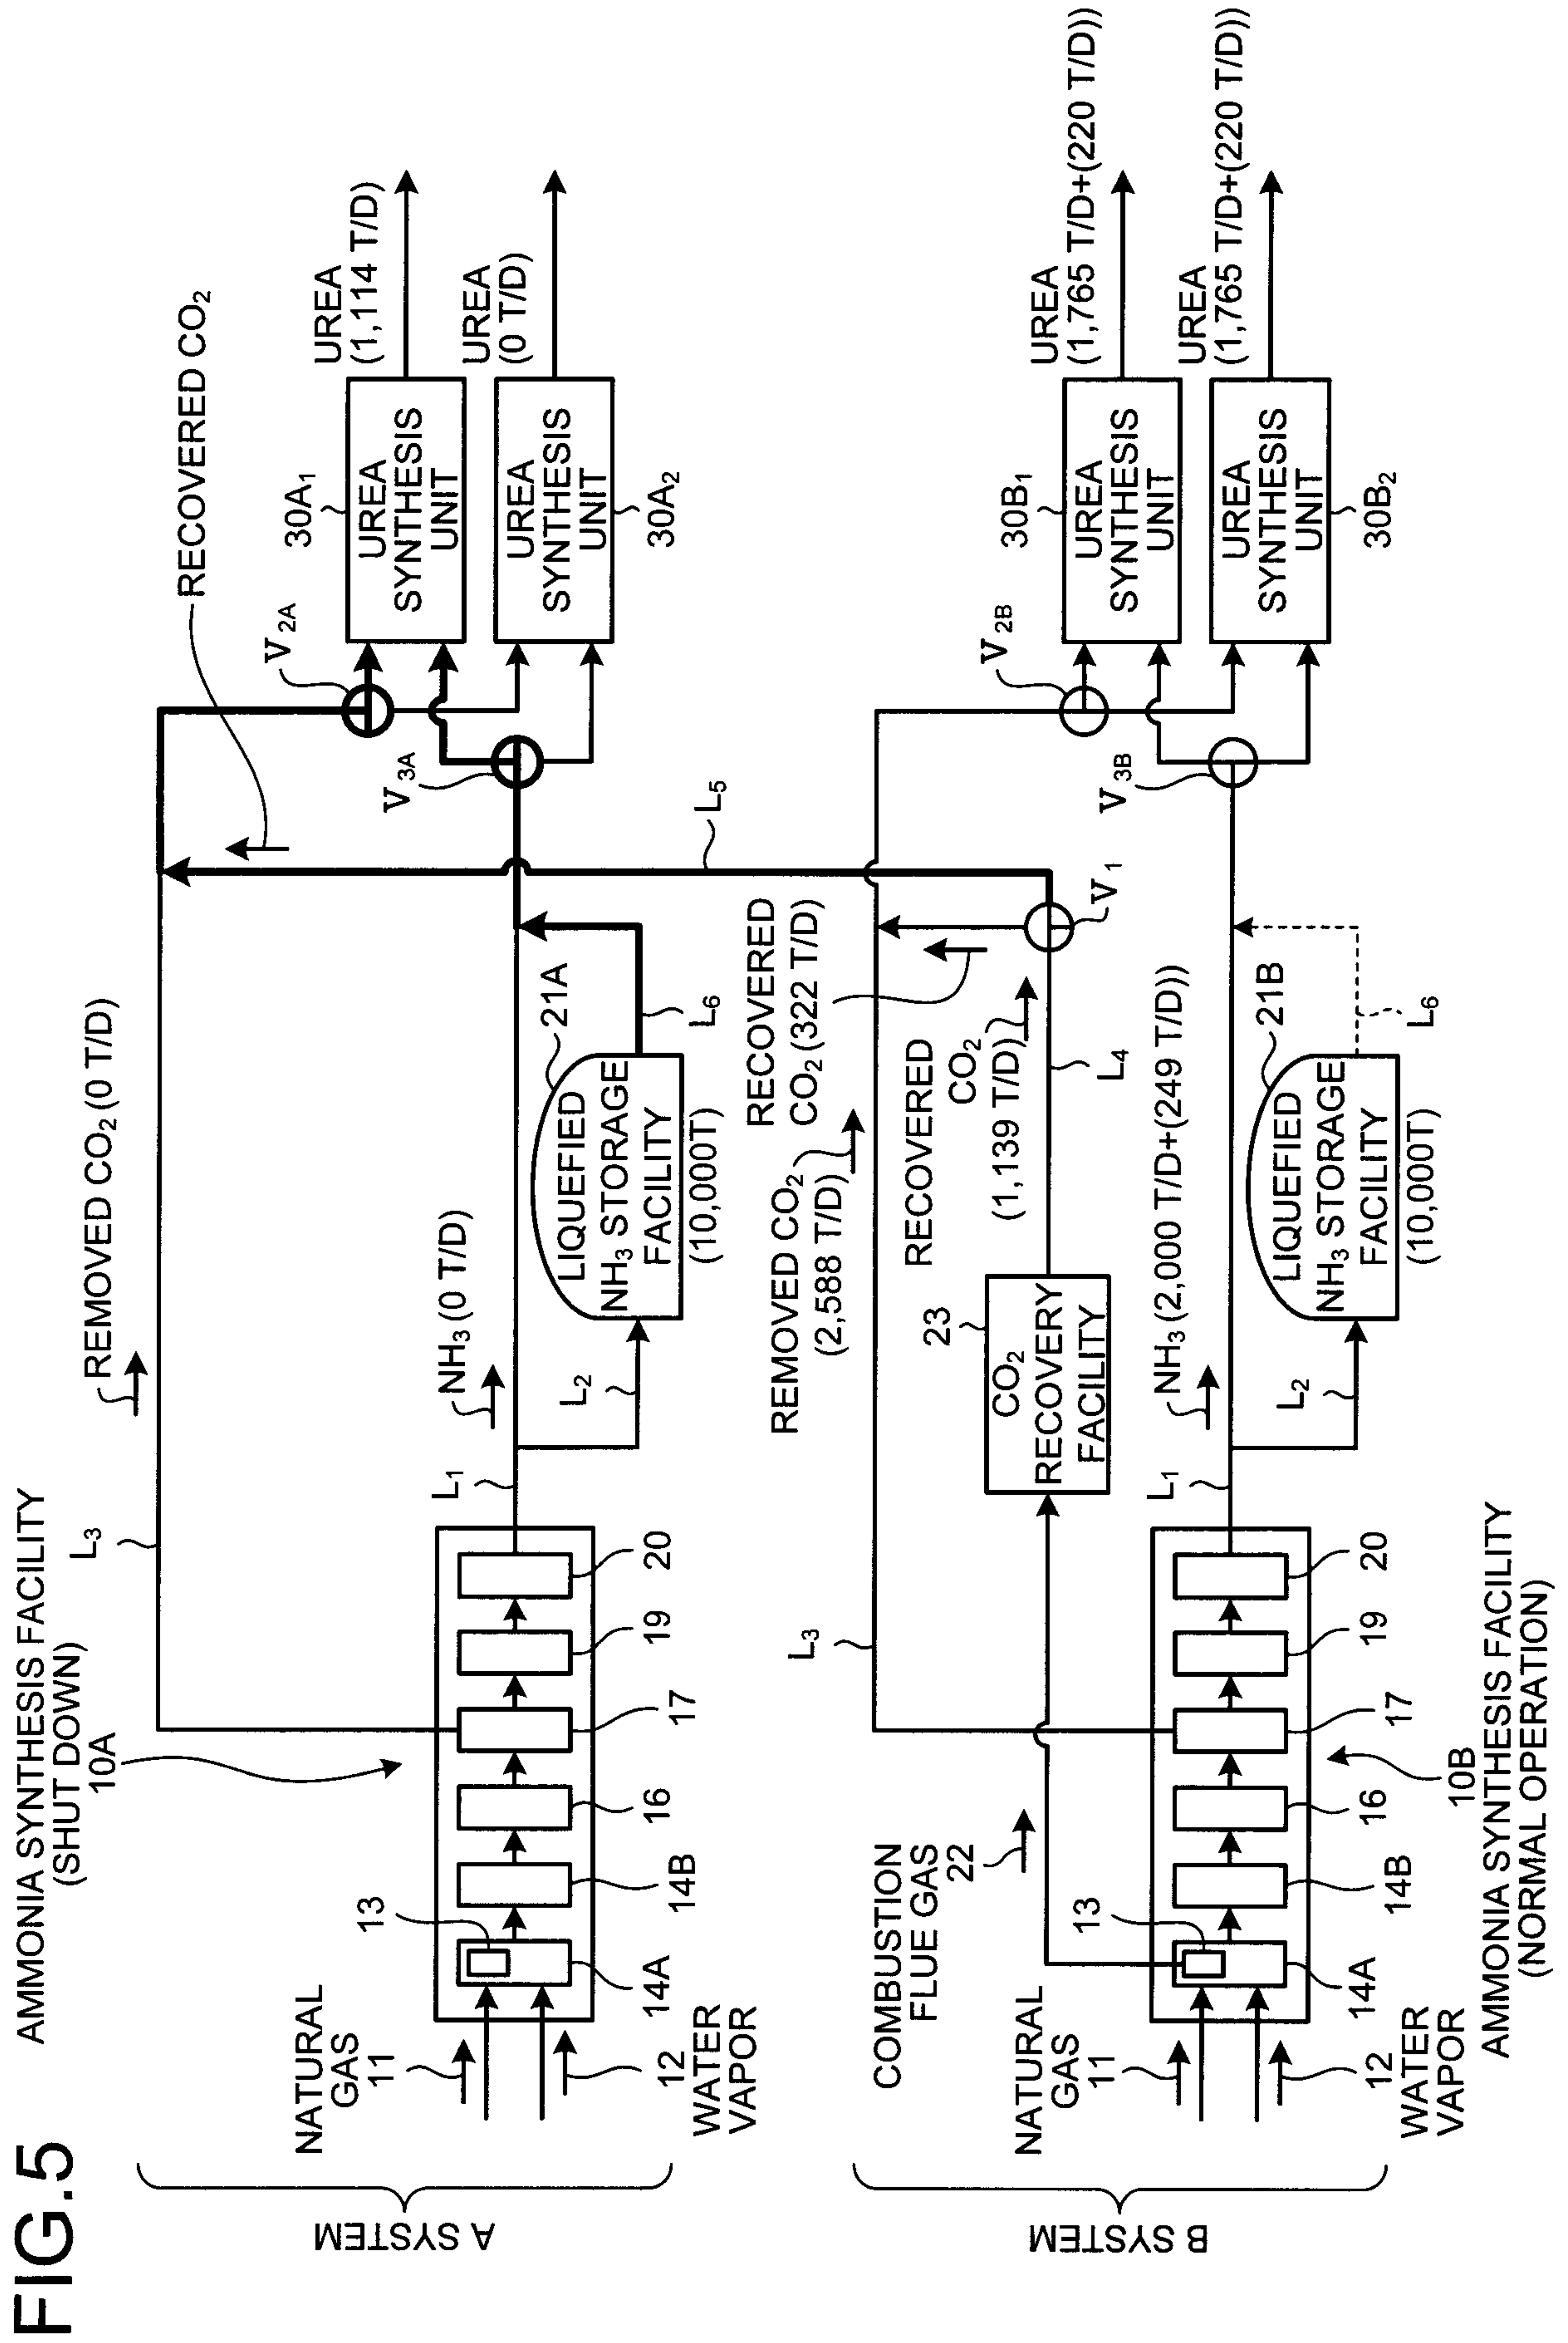 FIG.5
A SYSTEM
AMMONIA SYNTHESIS FACILITY
(SHUT DOWN)
10A
NATURAL
GAS
11
12
WATER
VAPOR
13
14A
14B
16
17
19
20
L3
L1
REMOVED CO2 (0 T/D)
NH3 (0 T/D)
L2
LIQUEFIED
NH3 STORAGE
FACILITY
(10,000T)
21A
L6
L5
RECOVERED CO2
V2A
V3A
30A1
UREA
SYNTHESIS
UNIT
UREA
(1,114 T/D)
UREA
SYNTHESIS
UNIT
30A2
UREA
(0 T/D)
B SYSTEM
COMBUSTION
FLUE GAS
22
NATURAL
GAS
11
12
WATER
VAPOR
13
14A
14B
16
17
19
20
10B
AMMONIA SYNTHESIS FACILITY
(NORMAL OPERATION)
L3
L1
23
CO2
RECOVERY
FACILITY
REMOVED CO2
(2,588 T/D)
RECOVERED
CO2 (322 T/D)
RECOVERED
CO2
(1,139 T/D)
L4
V1
NH3 (2,000 T/D+(249 T/D))
L2
LIQUEFIED
NH3 STORAGE
FACILITY
(10,000T)
21B
L6
V2B
V3B
30B1
UREA
SYNTHESIS
UNIT
UREA
(1,765 T/D+(220 T/D))
UREA
SYNTHESIS
UNIT
30B2
UREA
(1,765 T/D+(220 T/D))